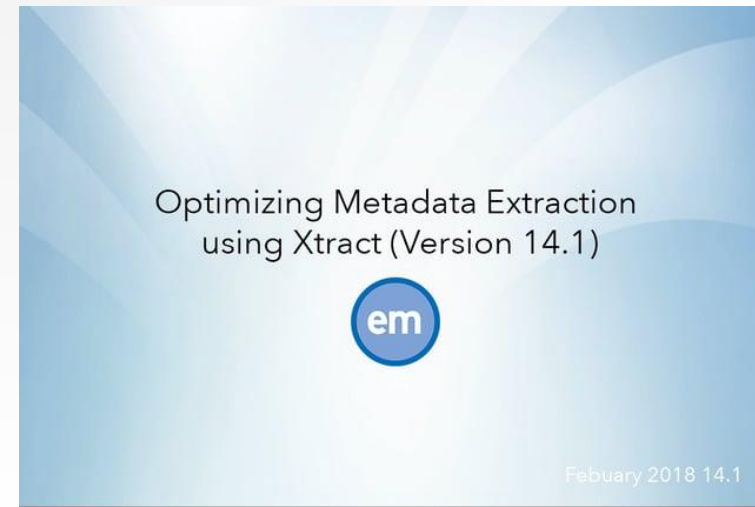 Optimizing Metadata Extraction
using Xtract (Version 14.1)
em
Febuary 2018 14.1